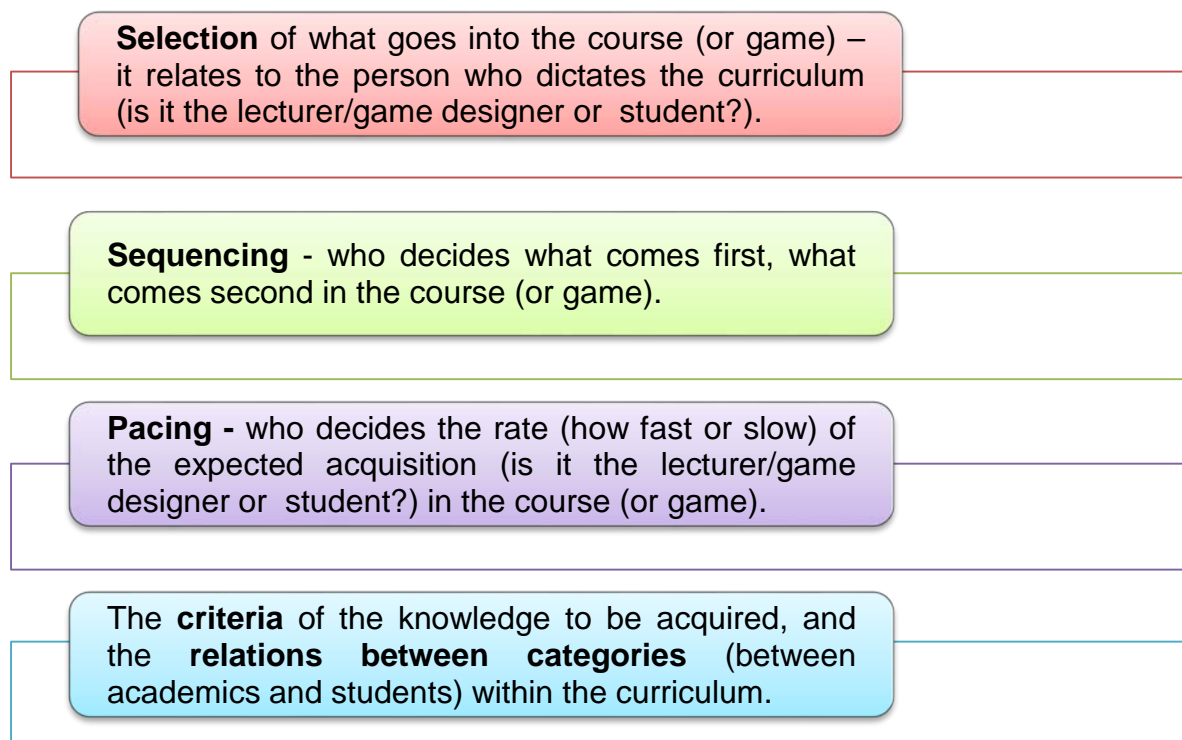 Selection of what goes into the course (or game) –
it relates to the person who dictates the curriculum
(is it the lecturer/game designer or student?).
Sequencing - who decides what comes first, what
comes second in the course (or game).
Pacing - who decides the rate (how fast or slow) of
the expected acquisition (is it the lecturer/game
designer or student?) in the course (or game).
The criteria of the knowledge to be acquired, and
the relations between categories (between
academics and students) within the curriculum.